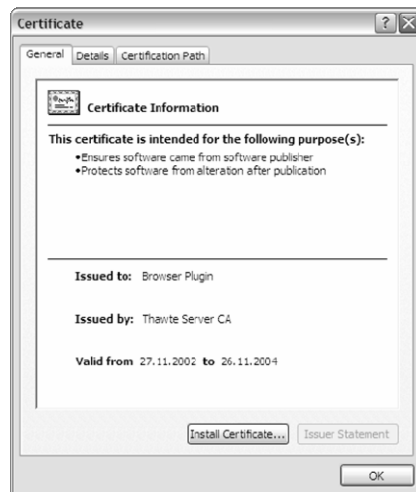 Certificate
General Details Certification Path
Certificate Information
This certificate is intended for the following purpose(s):
•Ensures software came from software publisher
•Protects software from alteration after publication
Issued to: Browser Plugin
Issued by: Thawte Server CA
Valid from 27.11.2002 to 26.11.2004
Install Certificate... Issuer Statement
OK